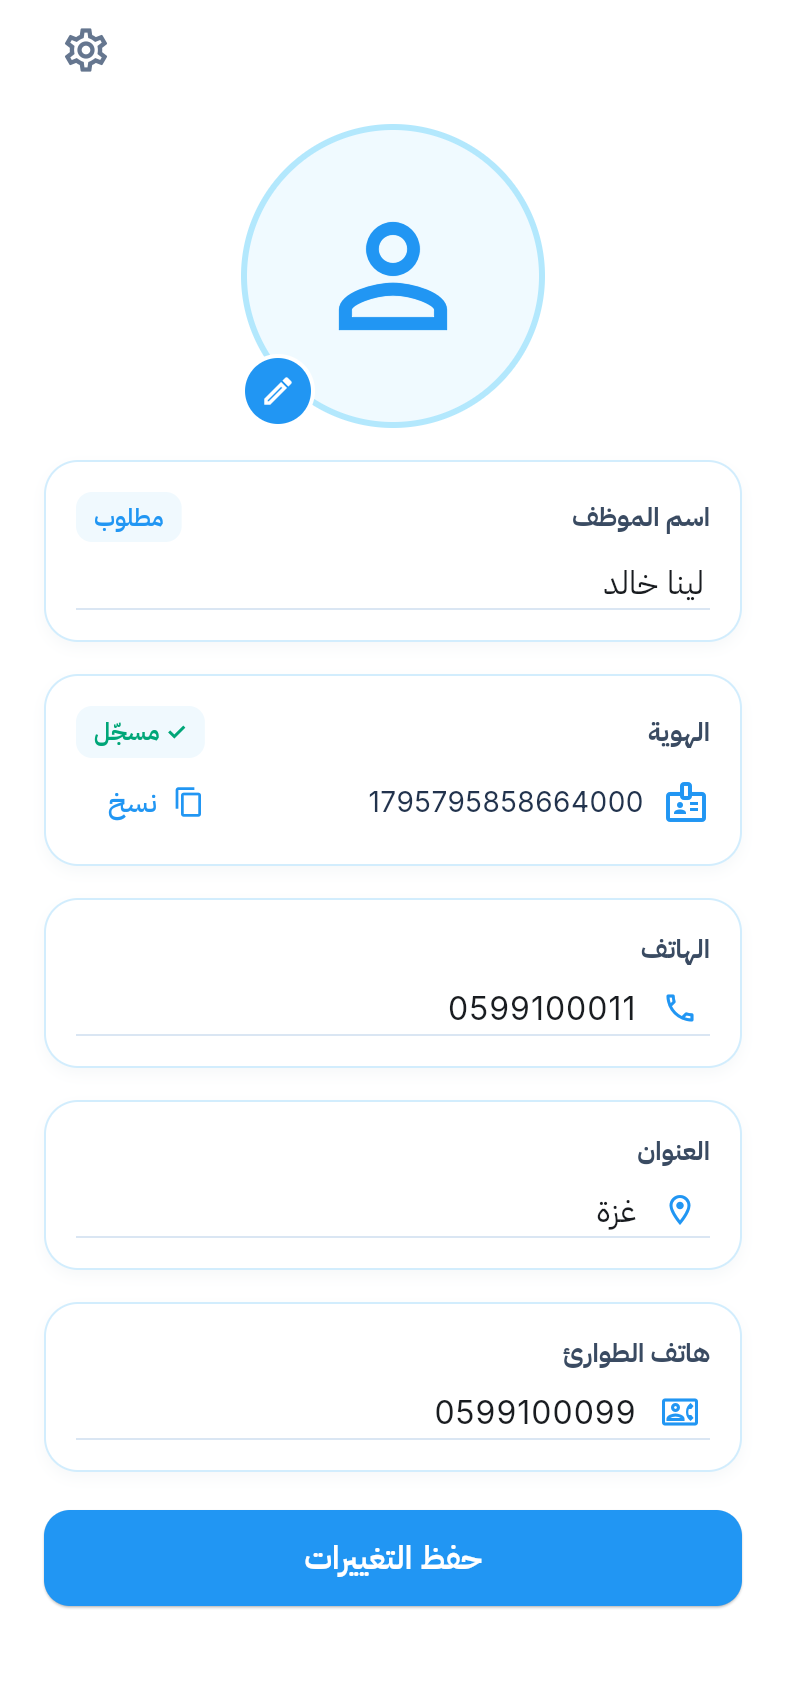 اسم الموظف
مطلوب
لينا خالد
الهوية
مسجّل
1795795858664000
نسخ
الهاتف
0599100011
العنوان
غزة
هاتف الطوارئ
0599100099
حفظ التغييرات